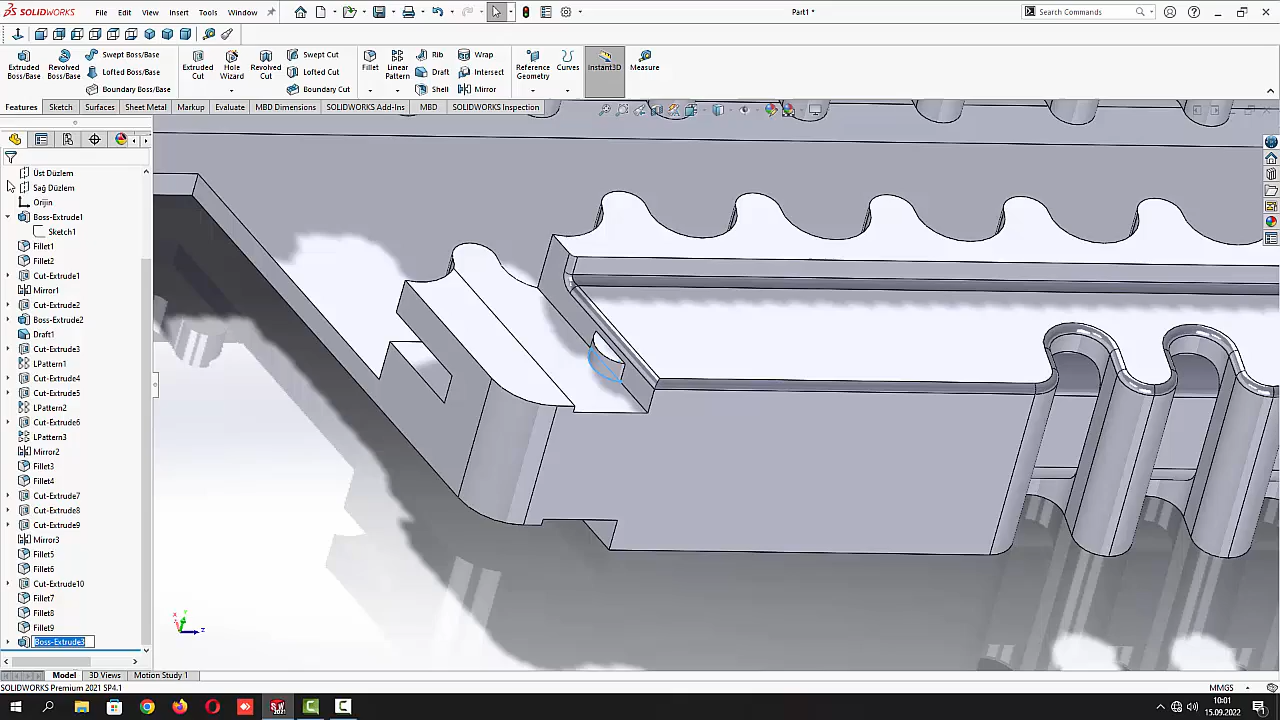 SOLIDWORKS File Edit View Insert Tools Window Part1 * Search Commands
Extruded Boss/Base
Revolved Boss/Base
Swept Boss/Base
Lofted Boss/Base
Boundary Boss/Base
Extruded Cut
Hole Wizard
Revolved Cut
Swept Cut
Lofted Cut
Boundary Cut
Fillet
Linear Pattern
Rib
Draft
Shell
Wrap
Intersect
Mirror
Reference Geometry
Curves
Instant3D
Measure
Features Sketch Surfaces Sheet Metal Markup Evaluate MBD Dimensions SOLIDWORKS Add-Ins MBD SOLIDWORKS Inspection
Üst Düzlem
Sağ Düzlem
Orijin
Boss-Extrude1
Sketch1
Fillet1
Fillet2
Cut-Extrude1
Mirror1
Cut-Extrude2
Boss-Extrude2
Draft1
Cut-Extrude3
LPattern1
Cut-Extrude4
Cut-Extrude5
LPattern2
Cut-Extrude6
LPattern3
Mirror2
Fillet3
Fillet4
Cut-Extrude7
Cut-Extrude8
Cut-Extrude9
Mirror3
Fillet5
Fillet6
Cut-Extrude10
Fillet7
Fillet8
Fillet9
Boss-Extrude3
Model 3D Views Motion Study 1
SOLIDWORKS Premium 2021 SP4.1 MMGS
10:01
15.09.2022